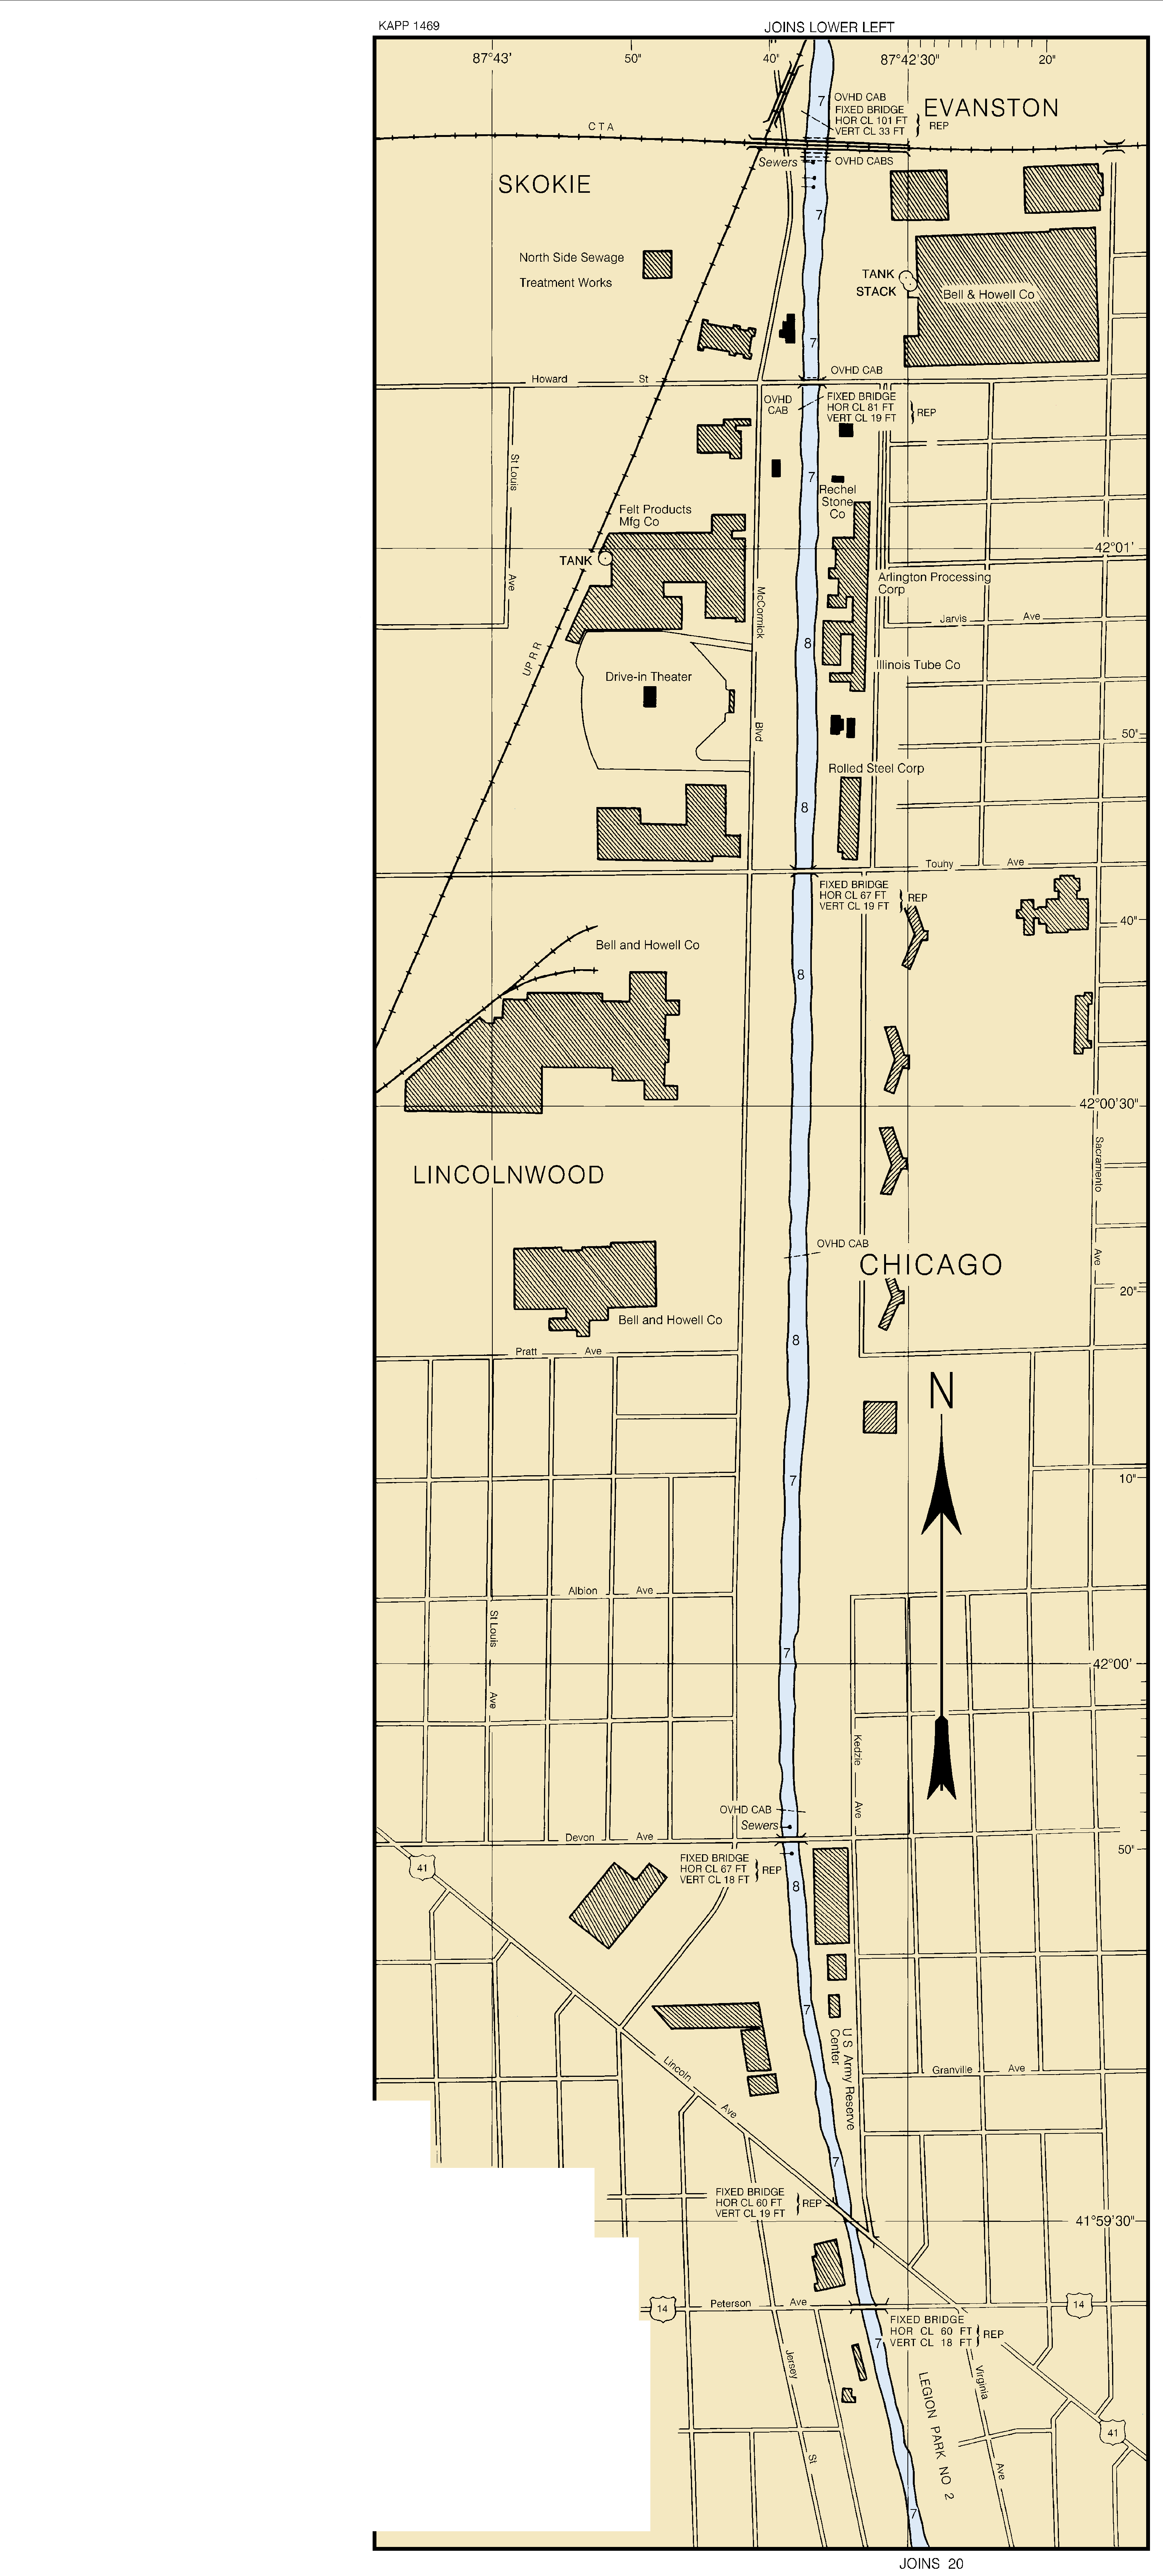 KAPP 1469
JOINS LOWER LEFT
87°43'
50"
40"
87°42'30"
20"
7
OVHD CAB
FIXED BRIDGE
HOR CL 101 FT
VERT CL 33 FT
REP
EVANSTON
C T A
Sewers
OVHD CABS
SKOKIE
7
North Side Sewage
Treatment Works
TANK
STACK
Bell & Howell Co
7
OVHD CAB
Howard St
OVHD
CAB
FIXED BRIDGE
HOR CL 81 FT
VERT CL 19 FT
REP
St Louis
Ave
7
Rechel
Stone
Co
Felt Products
Mfg Co
42°01'
TANK
Arlington Processing
Corp
McCormick
Blvd
Jarvis Ave
8
UP R R
Illinois Tube Co
Drive-in Theater
50"
Rolled Steel Corp
8
Touhy Ave
FIXED BRIDGE
HOR CL 67 FT
VERT CL 19 FT
REP
40"
Bell and Howell Co
8
42°00'30"
Sacramento
Ave
LINCOLNWOOD
OVHD CAB
CHICAGO
20"
Bell and Howell Co
8
Pratt Ave
N
10"
7
Albion Ave
St Louis
Ave
7
42°00'
Kedzie
Ave
OVHD CAB
Sewers
Devon Ave
50"
41
FIXED BRIDGE
HOR CL 67 FT
VERT CL 18 FT
REP
8
7
U S Army Reserve
Center
Lincoln
Ave
Granville Ave
7
FIXED BRIDGE
HOR CL 60 FT
VERT CL 19 FT
REP
41°59'30"
14
Peterson Ave
14
FIXED BRIDGE
HOR CL 60 FT
VERT CL 18 FT
REP
7
Jersey
St
LEGION PARK NO 2
Virginia
Ave
41
7
JOINS 20